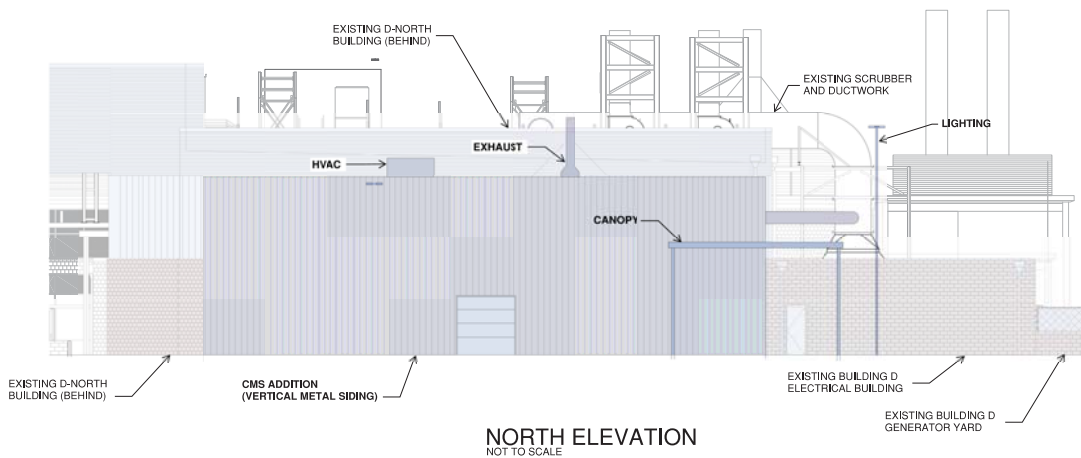 EXISTING D-NORTH
BUILDING (BEHIND)
EXISTING SCRUBBER
AND DUCTWORK
LIGHTING
EXHAUST
HVAC
CANOPY
EXISTING D-NORTH
BUILDING (BEHIND)
CMS ADDITION
(VERTICAL METAL SIDING)
EXISTING BUILDING D
ELECTRICAL BUILDING
EXISTING BUILDING D
GENERATOR YARD
NORTH ELEVATION
NOT TO SCALE